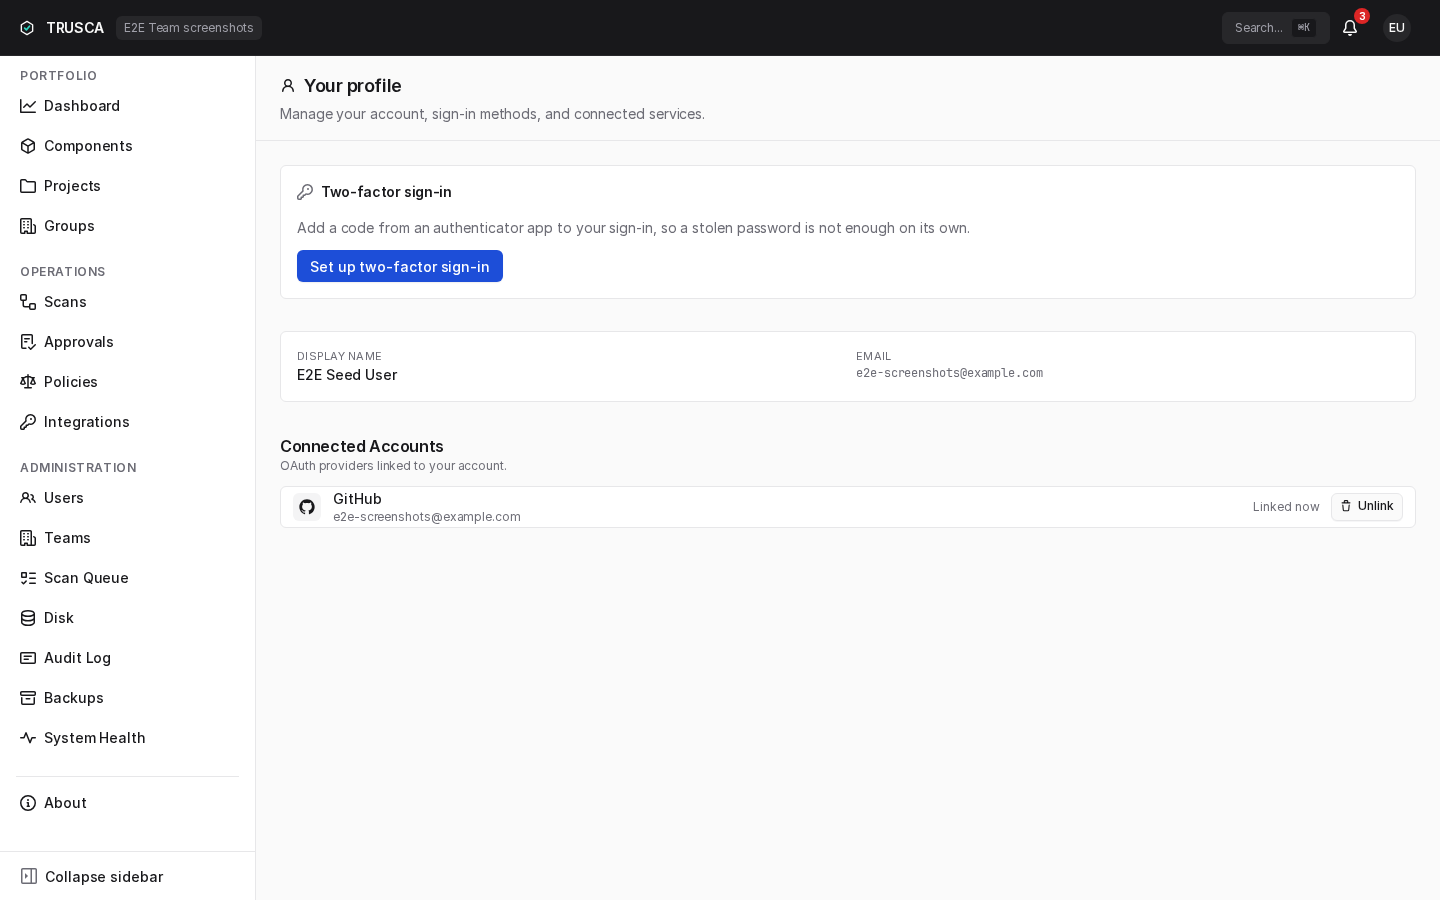 TRUSCA
E2E Team screenshots
Search...
⌘K
3
EU
PORTFOLIO
Dashboard
Components
Projects
Groups
OPERATIONS
Scans
Approvals
Policies
Integrations
ADMINISTRATION
Users
Teams
Scan Queue
Disk
Audit Log
Backups
System Health
About
Collapse sidebar
Your profile
Manage your account, sign-in methods, and connected services.
Two-factor sign-in
Add a code from an authenticator app to your sign-in, so a stolen password is not enough on its own.
Set up two-factor sign-in
DISPLAY NAME
E2E Seed User
EMAIL
e2e-screenshots@example.com
Connected Accounts
OAuth providers linked to your account.
GitHub
e2e-screenshots@example.com
Linked now
Unlink